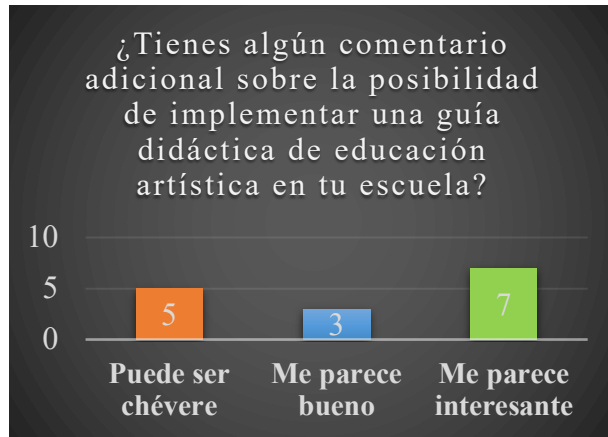 ¿Tienes algún comentario
adicional sobre la posibilidad
de implementar una guía
didáctica de educación
artística en tu escuela?
10
5
0
5
3
7
Puede ser
chévere
Me parece
bueno
Me parece
interesante